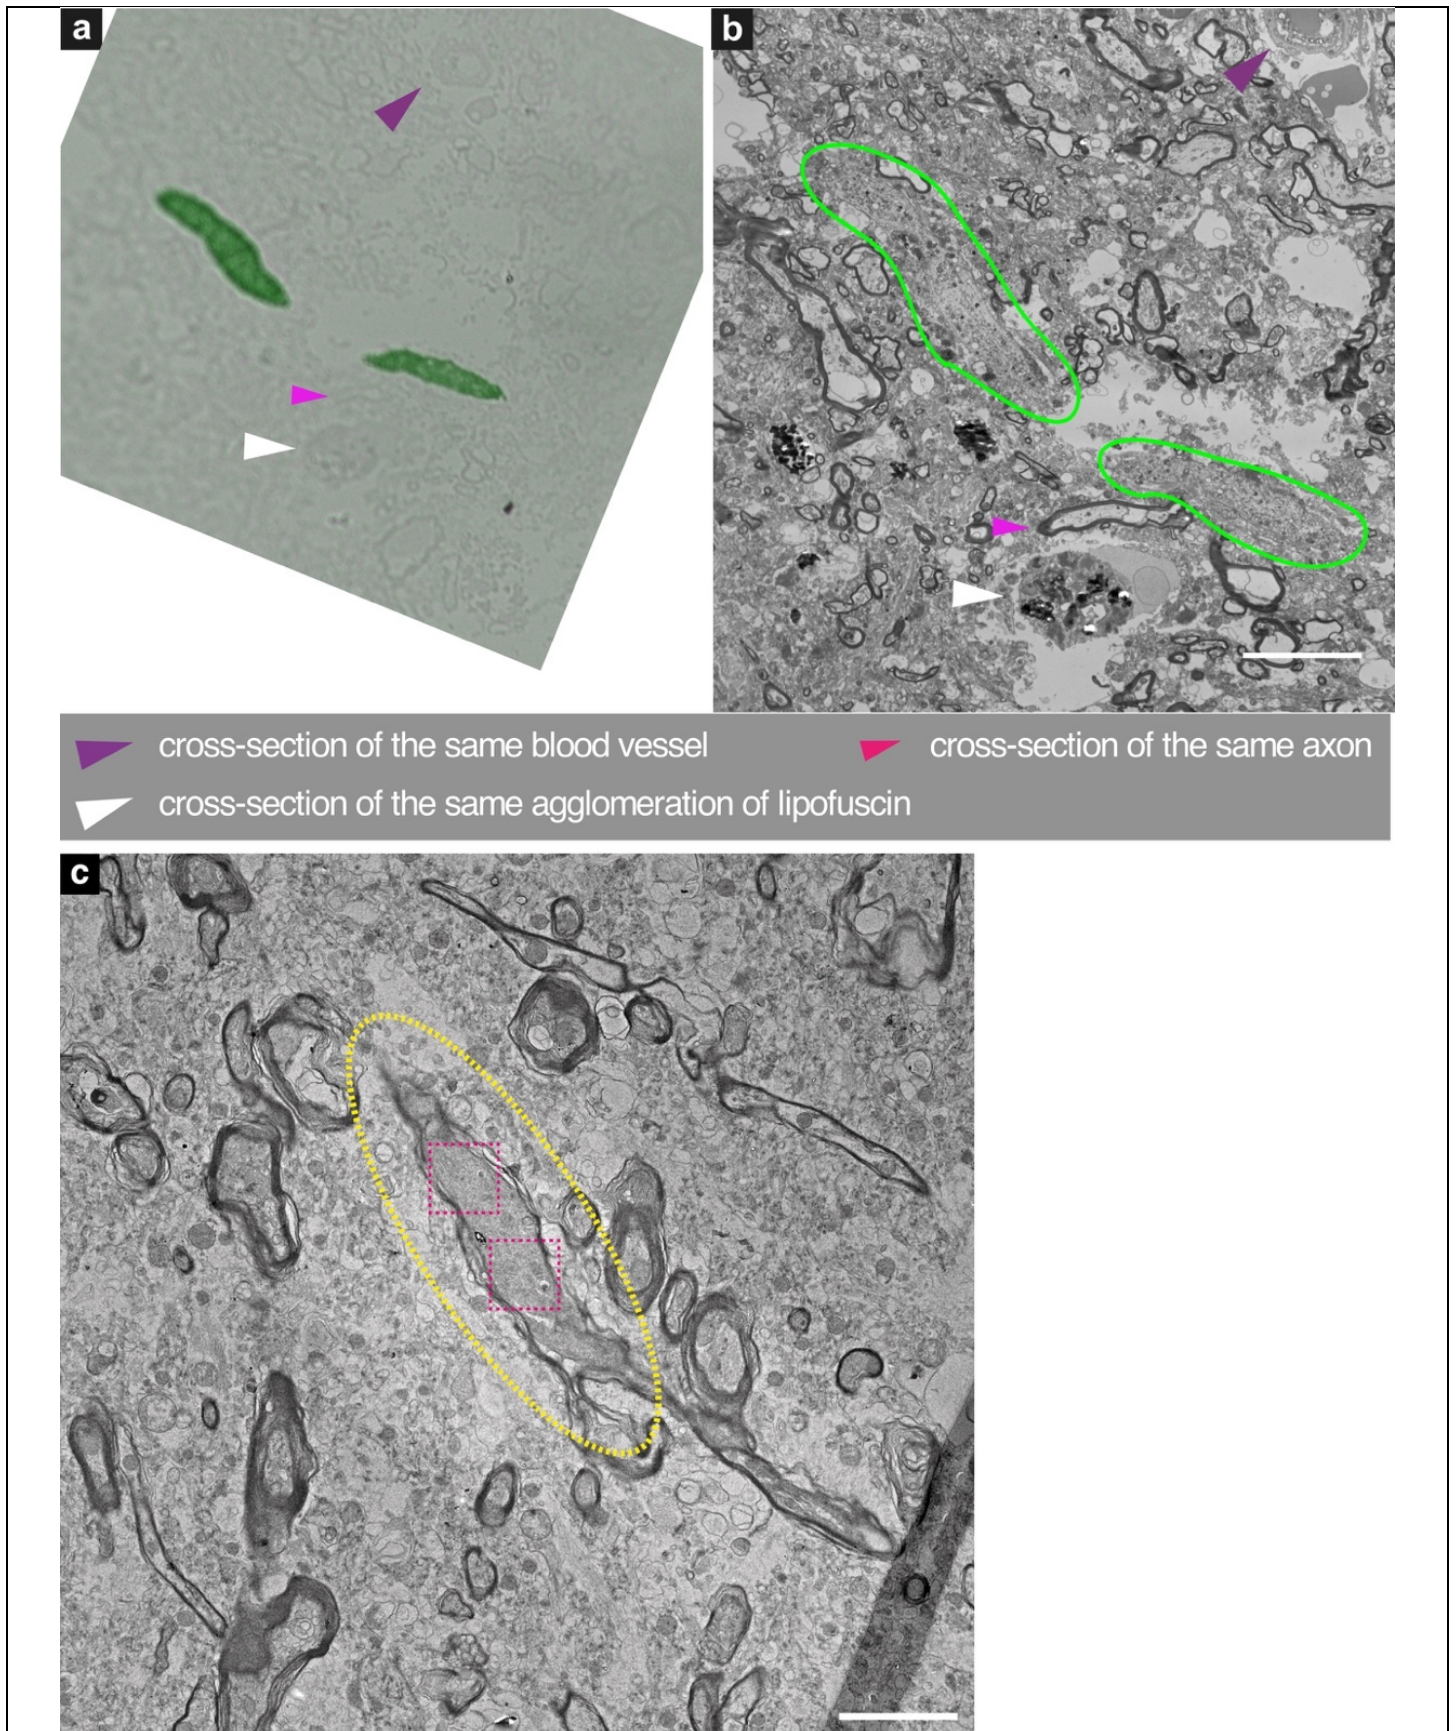 a
b
cross-section of the same blood vessel
cross-section of the same axon
cross-section of the same agglomeration of lipofuscin
c